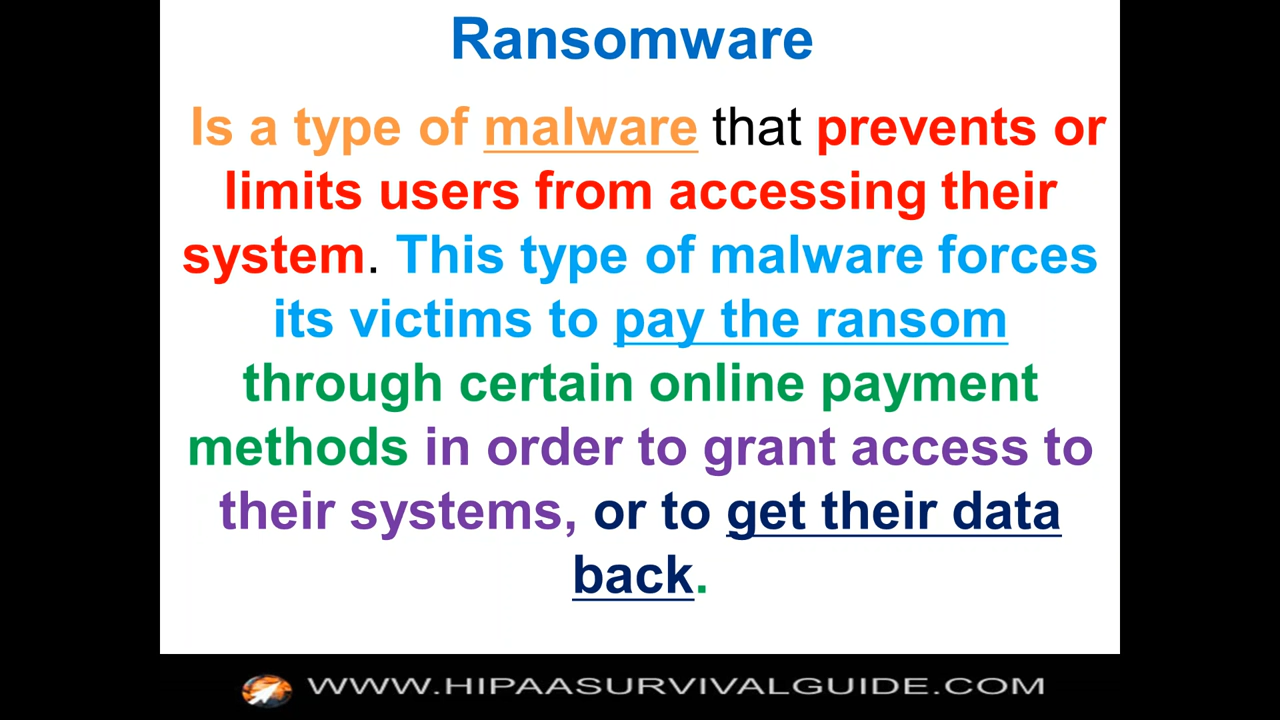 Ransomware
Is a type of malware that prevents or
limits users from accessing their
system. This type of malware forces
its victims to pay the ransom
through certain online payment
methods in order to grant access to
their systems, or to get their data
back.
WWW.HIPAASURVIVALGUIDE.COM